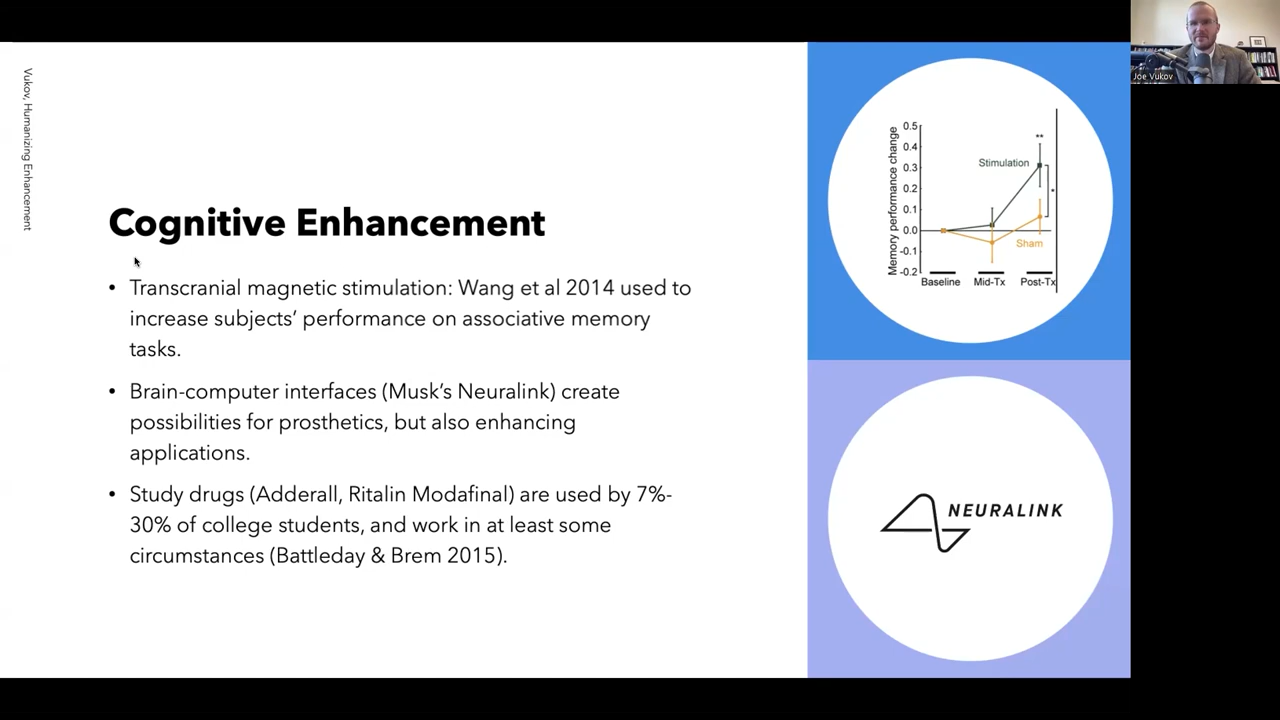 Vukov, Humanizing Enhancement
Cognitive Enhancement
• Transcranial magnetic stimulation: Wang et al 2014 used to
increase subjects’ performance on associative memory
tasks.
• Brain-computer interfaces (Musk’s Neuralink) create
possibilities for prosthetics, but also enhancing
applications.
• Study drugs (Adderall, Ritalin Modafinal) are used by 7%-
30% of college students, and work in at least some
circumstances (Battleday & Brem 2015).
Memory performance change
0.5
0.4
0.3
0.2
0.1
0.0
-0.1
-0.2
**
Stimulation
*
Sham
Baseline Mid-Tx Post-Tx
NEURALINK
Joe Vukov